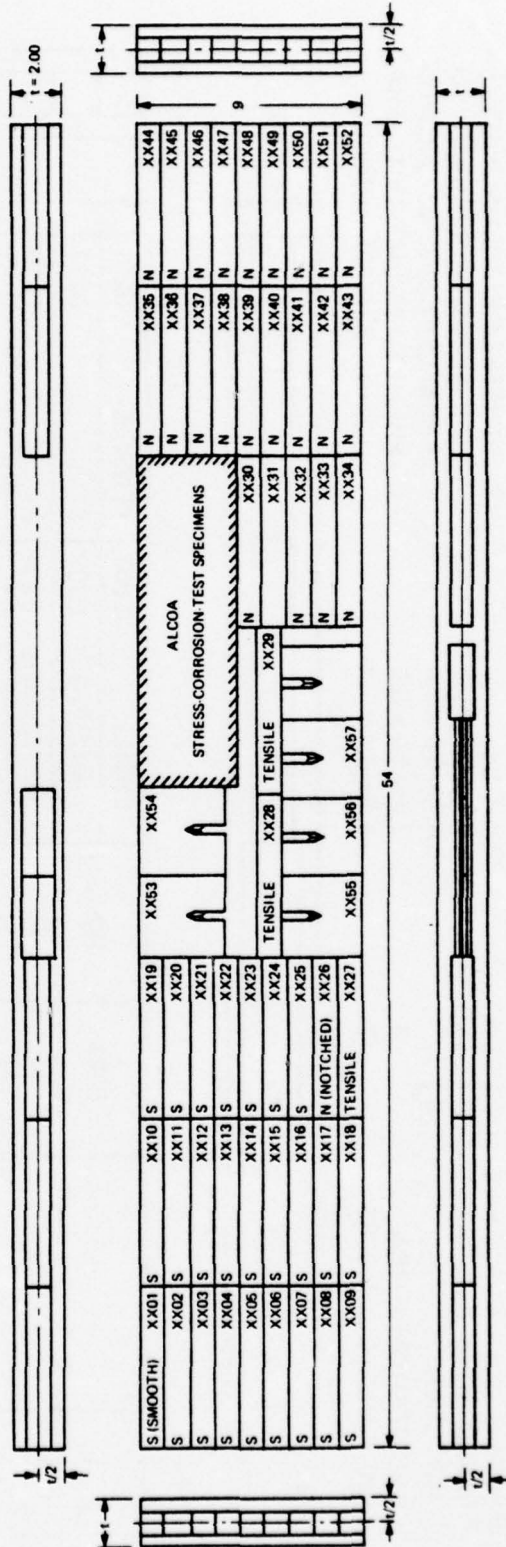 t = 2.00
t/2
t
t/2
9
S (SMOOTH) XX01
S XX02
S XX03
S XX04
S XX05
S XX06
S XX07
S XX08
S XX09
S XX10
S XX11
S XX12
S XX13
S XX14
S XX15
S XX16
S XX17
S XX18
S XX19
S XX20
S XX21
S XX22
S XX23
S XX24
S XX25
N (NOTCHED) XX26
TENSILE XX27
XX53
XX54
TENSILE XX28
TENSILE XX29
XX55
XX56
XX57
ALCOA
STRESS-CORROSION-TEST SPECIMENS
N XX30
N XX31
N XX32
N XX33
N XX34
N XX35
N XX36
N XX37
N XX38
N XX39
N XX40
N XX41
N XX42
N XX43
N XX44
N XX45
N XX46
N XX47
N XX48
N XX49
N XX50
N XX51
N XX52
54
t
t/2
t
t/2